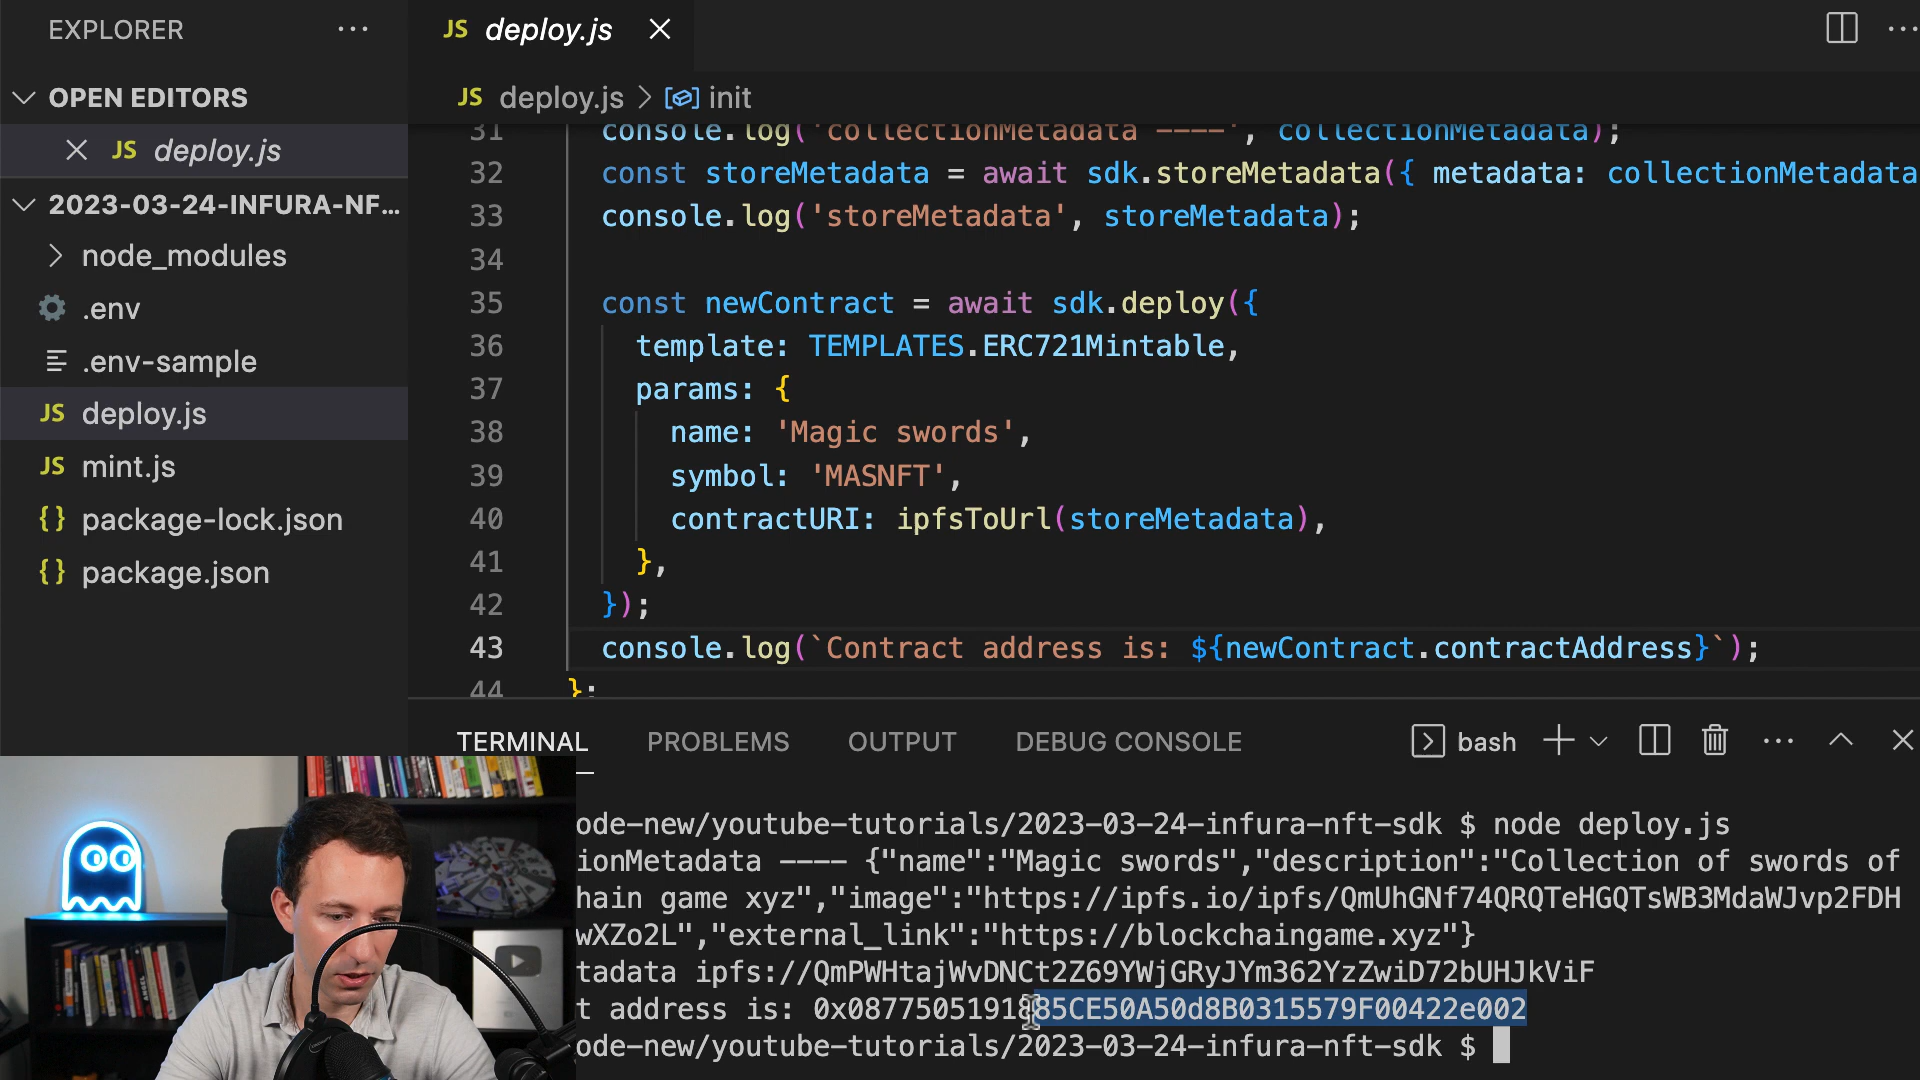 EXPLORER
OPEN EDITORS
JS deploy.js
2023-03-24-INFURA-NF...
node_modules
.env
.env-sample
JS deploy.js
JS mint.js
{} package-lock.json
{} package.json
JS deploy.js
JS deploy.js > init
31 console.log('collectionMetadata ----', collectionMetadata);
32 const storeMetadata = await sdk.storeMetadata({ metadata: collectionMetadata
33 console.log('storeMetadata', storeMetadata);
34
35 const newContract = await sdk.deploy({
36 template: TEMPLATES.ERC721Mintable,
37 params: {
38 name: 'Magic swords',
39 symbol: 'MASNFT',
40 contractURI: ipfsToUrl(storeMetadata),
41 },
42 });
43 console.log(`Contract address is: ${newContract.contractAddress}`);
44 };
TERMINAL PROBLEMS OUTPUT DEBUG CONSOLE bash
ode-new/youtube-tutorials/2023-03-24-infura-nft-sdk $ node deploy.js
ionMetadata ---- {"name":"Magic swords","description":"Collection of swords of
hain game xyz","image":"https://ipfs.io/ipfs/QmUhGNf74QRQTeHGQTsWB3MdaWJvp2FDH
wXZo2L","external_link":"https://blockchaingame.xyz"}
tadata ipfs://QmPWHtajWvDNCt2Z69YWjGRyJYm362YzZwiD72bUHJkViF
t address is: 0x0877505191885CE50A50d8B0315579F00422e002
ode-new/youtube-tutorials/2023-03-24-infura-nft-sdk $